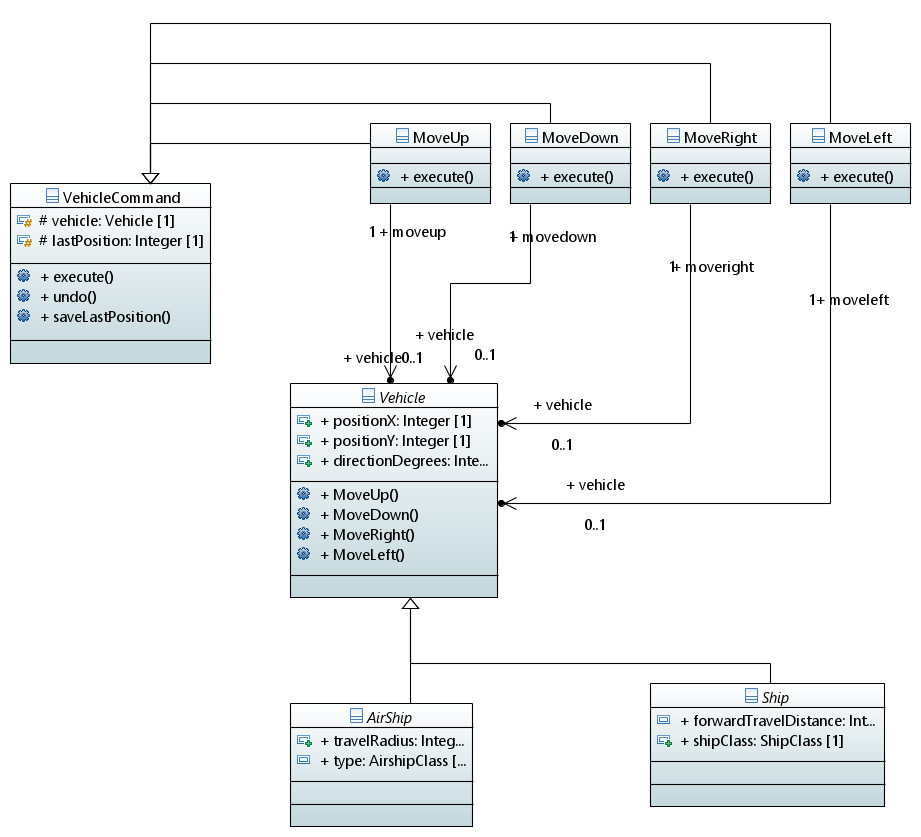 MoveUp
+ execute()
MoveDown
+ execute()
MoveRight
+ execute()
MoveLeft
+ execute()
VehicleCommand
# vehicle: Vehicle [1]
# lastPosition: Integer [1]
+ execute()
+ undo()
+ saveLastPosition()
1 + moveup
1 + movedown
1 + moveright
1 + moveleft
+ vehicle 0..1
+ vehicle
0..1
+ vehicle
0..1
+ vehicle
0..1
Vehicle
+ positionX: Integer [1]
+ positionY: Integer [1]
+ directionDegrees: Inte...
+ MoveUp()
+ MoveDown()
+ MoveRight()
+ MoveLeft()
AirShip
+ travelRadius: Integ...
+ type: AirshipClass [...
Ship
+ forwardTravelDistance: Int...
+ shipClass: ShipClass [1]